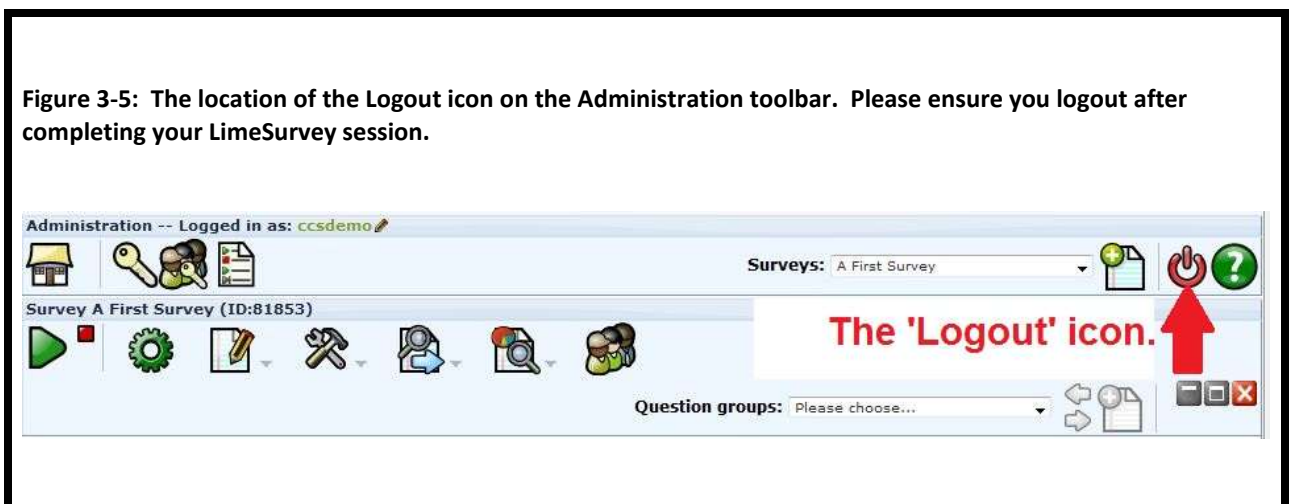 Figure 3-5:  The location of the Logout icon on the Administration toolbar.  Please ensure you logout after
completing your LimeSurvey session.
Administration -- Logged in as: ccsdemo
Surveys: A First Survey
?
Survey A First Survey (ID:81853)
The 'Logout' icon.
Question groups: Please choose...